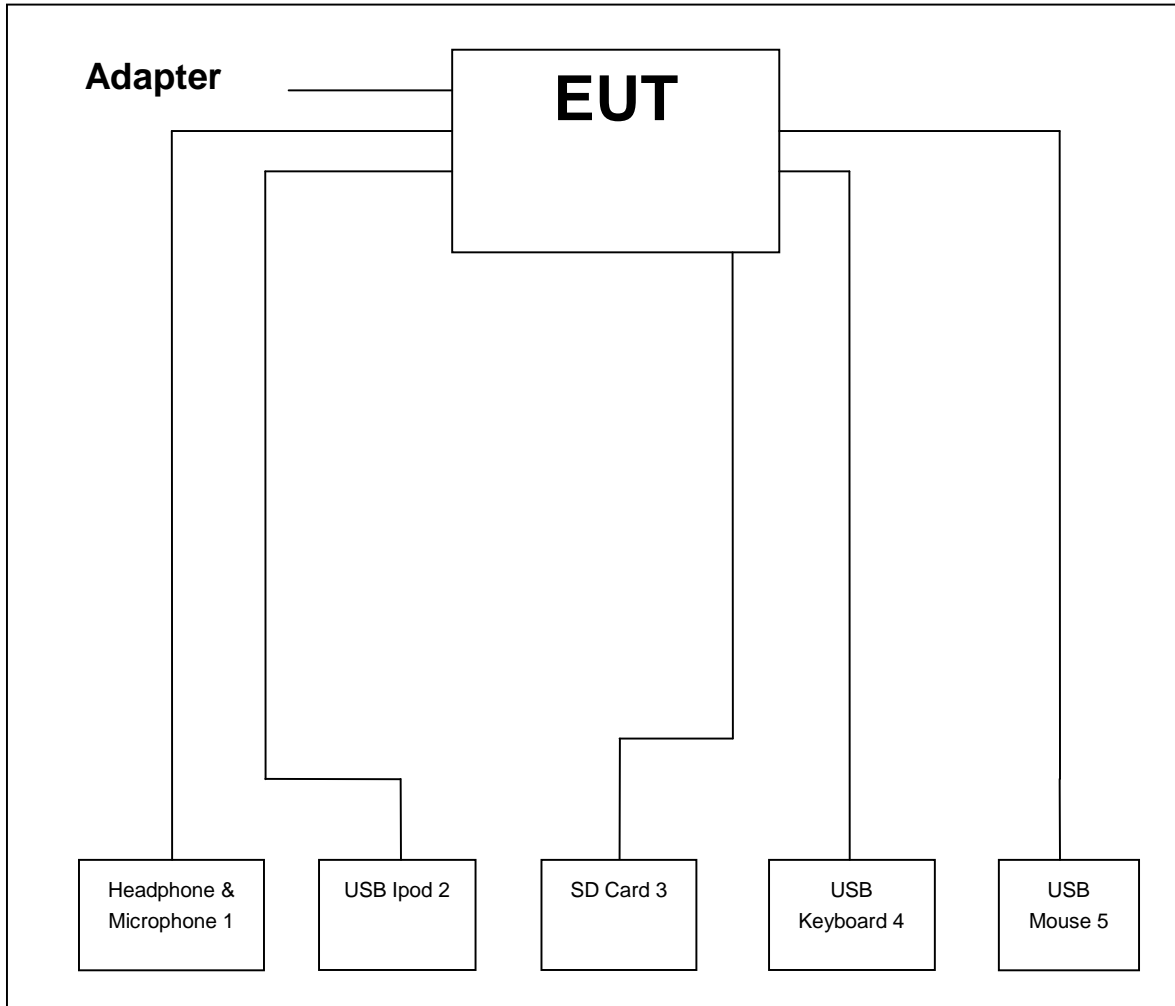 Adapter
EUT
Headphone &
Microphone 1
USB Ipod 2
SD Card 3
USB
Keyboard 4
USB
Mouse 5